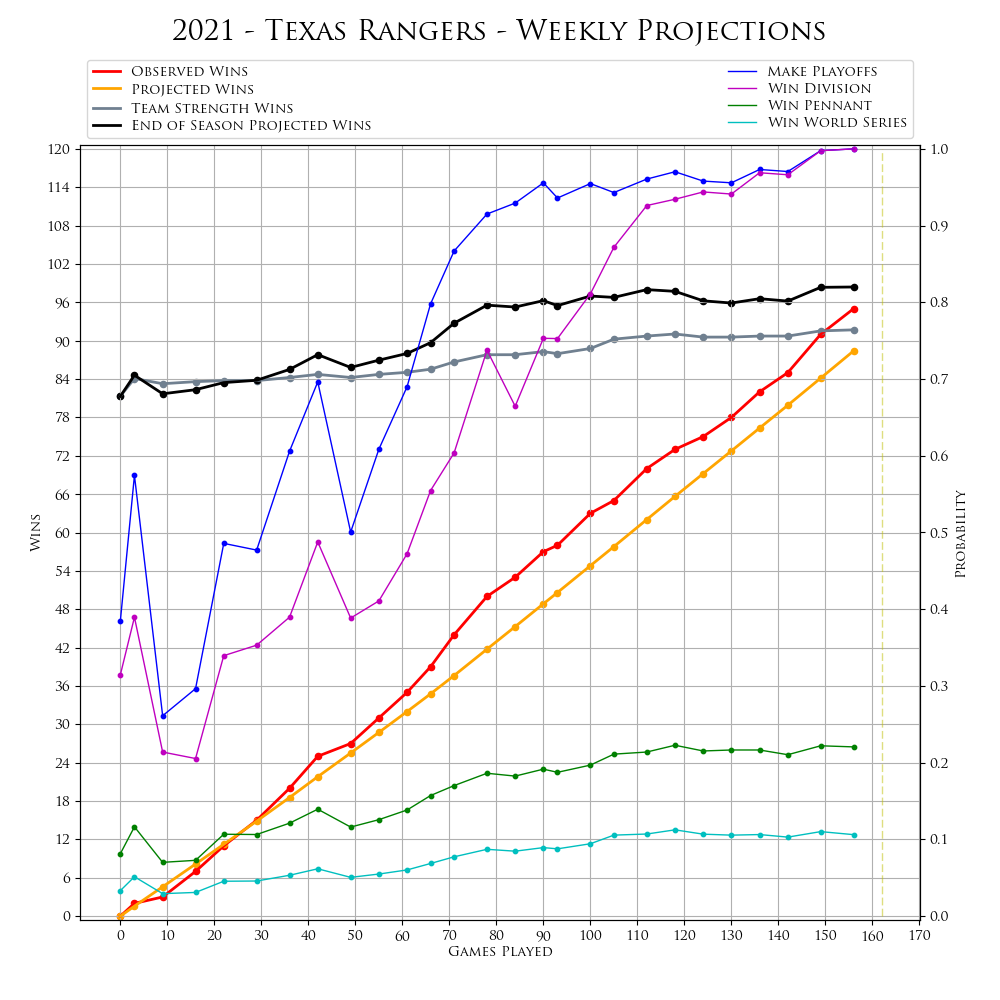 2021 - Texas Rangers - Weekly Projections
Observed Wins
Projected Wins
Team Strength Wins
End of Season Projected Wins
Make Playoffs
Win Division
Win Pennant
Win World Series
120
114
108
102
96
90
84
78
72
66
60
54
48
42
36
30
24
18
12
6
0
Wins
1.0
0.9
0.8
0.7
0.6
0.5
0.4
0.3
0.2
0.1
0.0
Probability
0 10 20 30 40 50 60 70 80 90 100 110 120 130 140 150 160 170
Games Played